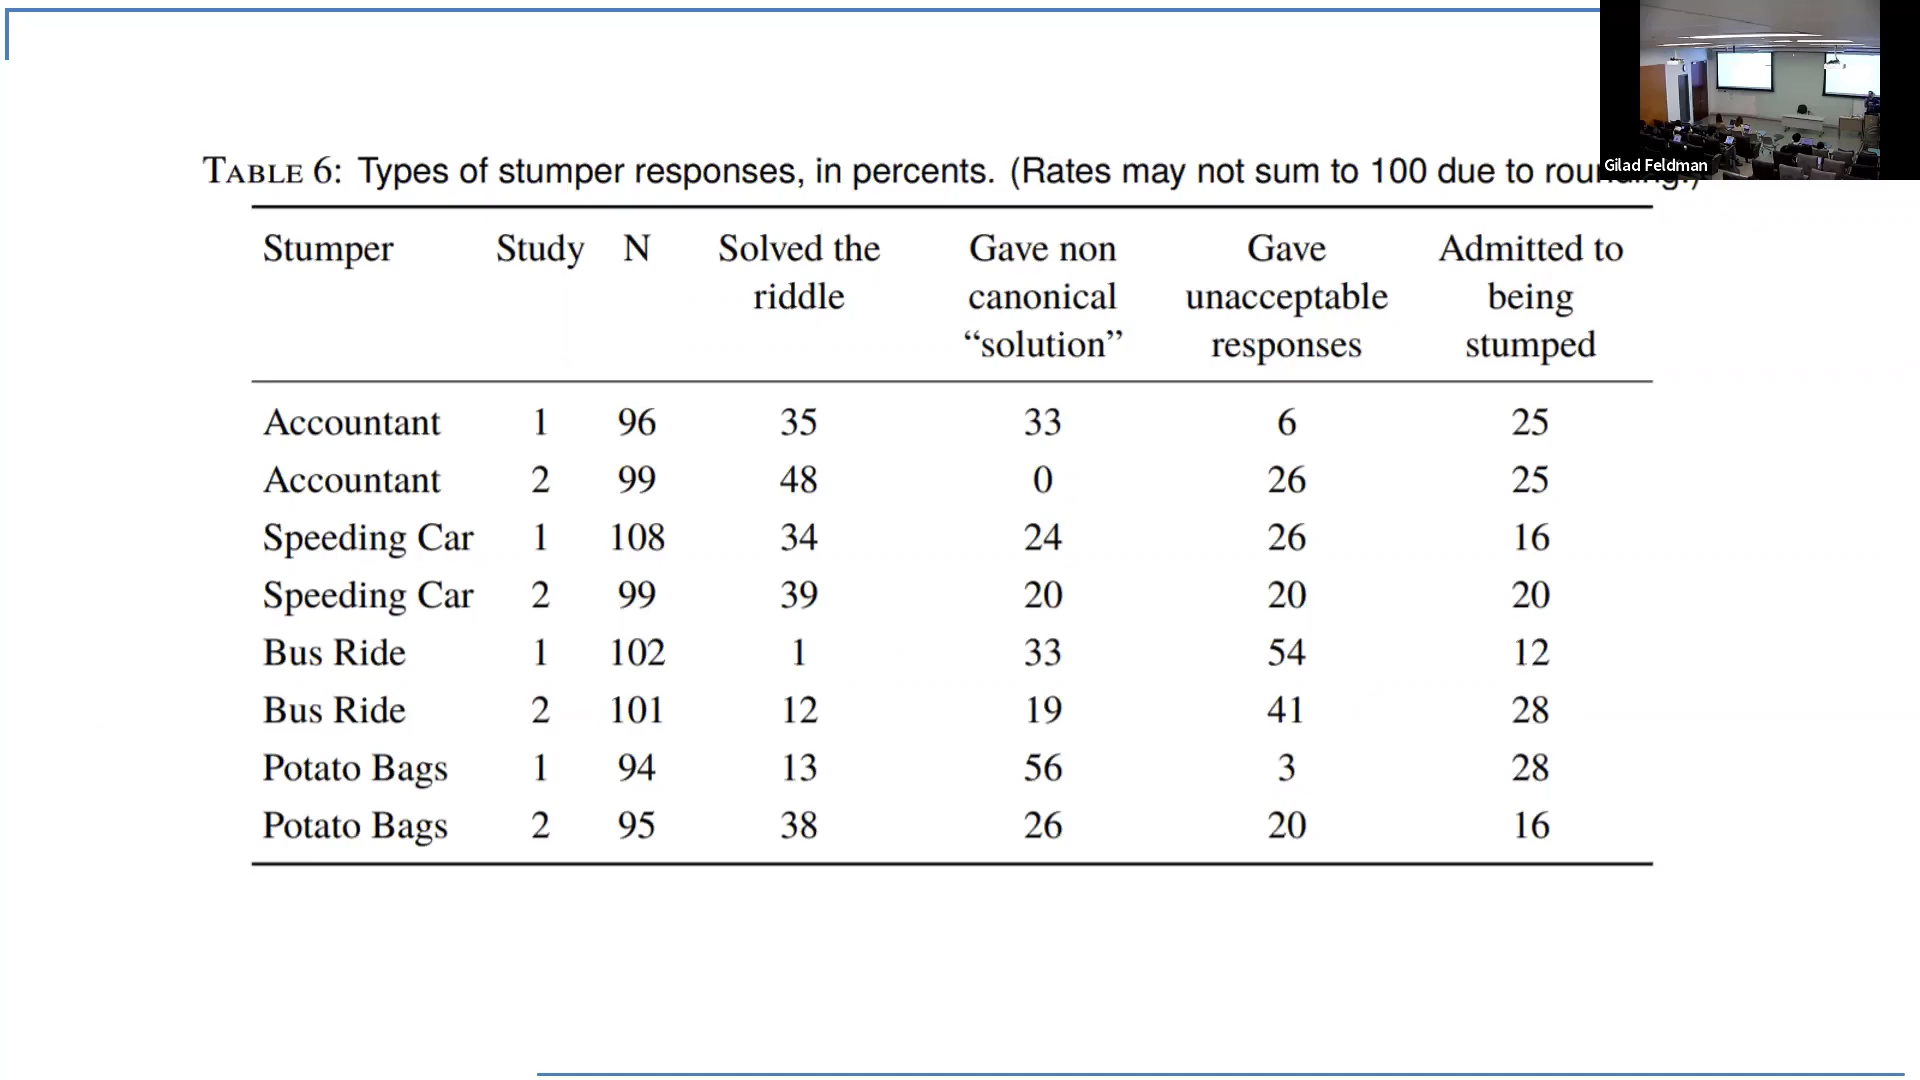 TABLE 6: Types of stumper responses, in percents. (Rates may not sum to 100 due to
Gilad Feldman
Stumper Study N Solved the Gave non Gave Admitted to
riddle canonical unacceptable being
“solution” responses stumped
Accountant 1 96 35 33 6 25
Accountant 2 99 48 0 26 25
Speeding Car 1 108 34 24 26 16
Speeding Car 2 99 39 20 20 20
Bus Ride 1 102 1 33 54 12
Bus Ride 2 101 12 19 41 28
Potato Bags 1 94 13 56 3 28
Potato Bags 2 95 38 26 20 16